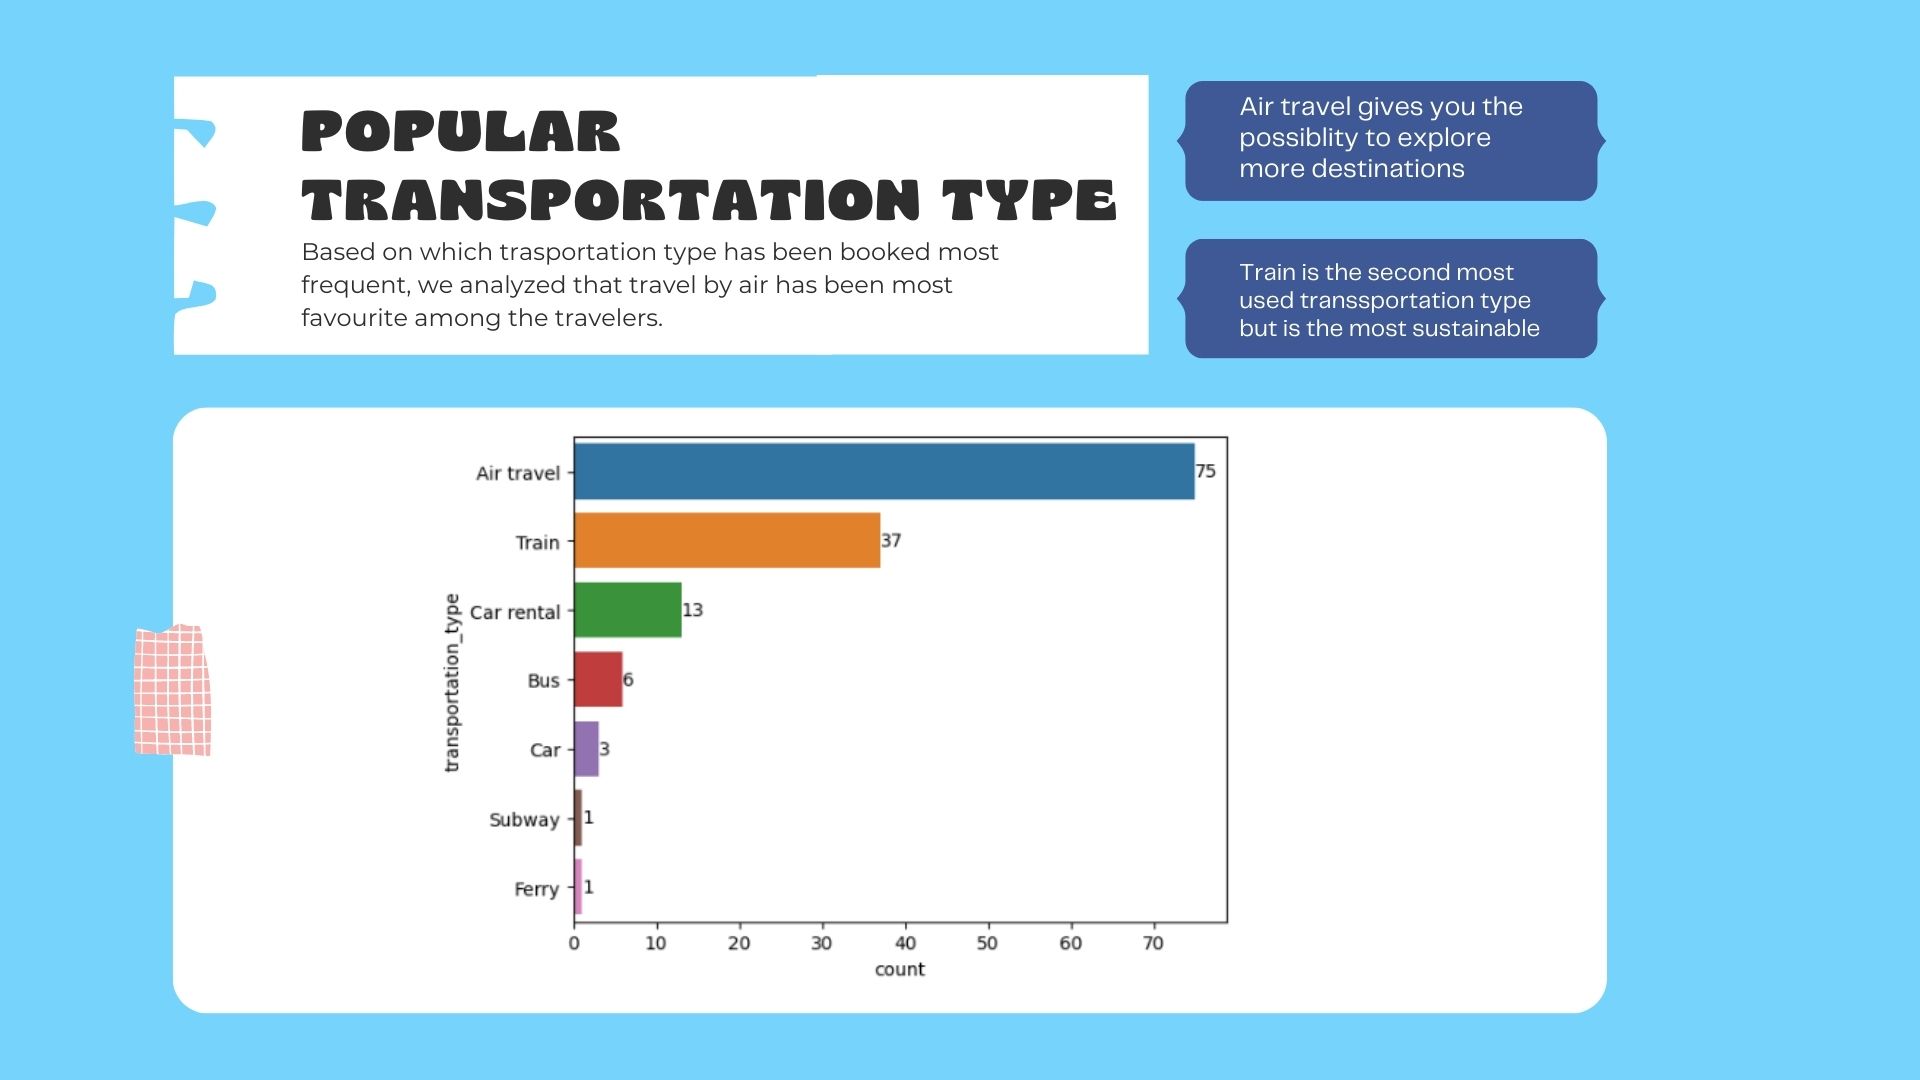 POPULAR
TRANSPORTATION TYPE
Based on which trasportation type has been booked most
frequent, we analyzed that travel by air has been most
favourite among the travelers.
Air travel gives you the
possiblity to explore
more destinations
Train is the second most
used transsportation type
but is the most sustainable
transportation_type
Air travel 75
Train 37
Car rental 13
Bus 6
Car 3
Subway 1
Ferry 1
0 10 20 30 40 50 60 70
count